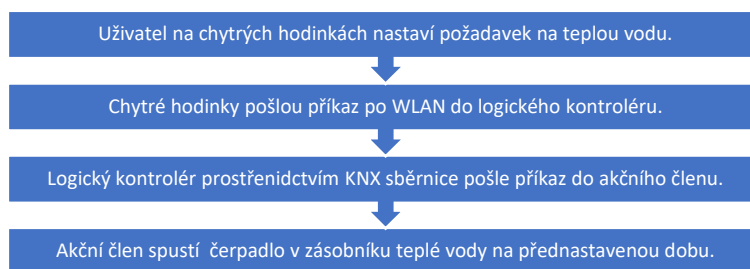 Uživatel na chytrých hodinkách nastaví požadavek na teplou vodu.
Chytré hodinky pošlou příkaz po WLAN do logického kontroléru.
Logický kontrolér prostřenidctvím KNX sběrnice pošle příkaz do akčního členu.
Akční člen spustí  čerpadlo v zásobníku teplé vody na přednastavenou dobu.